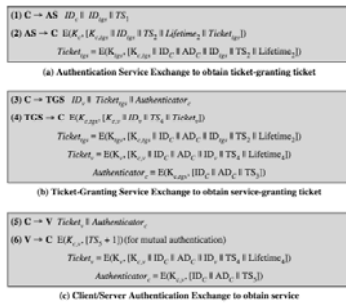 (1) C → AS ID_c ‖ ID_tgs ‖ TS_1
(2) AS → C E(K_c, [K_c,tgs ‖ ID_tgs ‖ TS_2 ‖ Lifetime_2 ‖ Ticket_tgs])
Ticket_tgs = E(K_tgs, [K_c,tgs ‖ ID_C ‖ AD_C ‖ ID_tgs ‖ TS_2 ‖ Lifetime_2])
(a) Authentication Service Exchange to obtain ticket-granting ticket
(3) C → TGS ID_v ‖ Ticket_tgs ‖ Authenticator_c
(4) TGS → C E(K_c,tgs, [K_c,v ‖ ID_v ‖ TS_4 ‖ Ticket_v])
Ticket_tgs = E(K_tgs, [K_c,tgs ‖ ID_C ‖ AD_C ‖ ID_tgs ‖ TS_2 ‖ Lifetime_2])
Ticket_v = E(K_v, [K_c,v ‖ ID_C ‖ AD_C ‖ ID_v ‖ TS_4 ‖ Lifetime_4])
Authenticator_c = E(K_c,tgs, [ID_C ‖ AD_C ‖ TS_3])
(b) Ticket-Granting Service Exchange to obtain service-granting ticket
(5) C → V Ticket_v ‖ Authenticator_c
(6) V → C E(K_c,v, [TS_5 + 1]) (for mutual authentication)
Ticket_v = E(K_v, [K_c,v ‖ ID_C ‖ AD_C ‖ ID_v ‖ TS_4 ‖ Lifetime_4])
Authenticator_c = E(K_c,v, [ID_C ‖ AD_C ‖ TS_5])
(c) Client/Server Authentication Exchange to obtain service